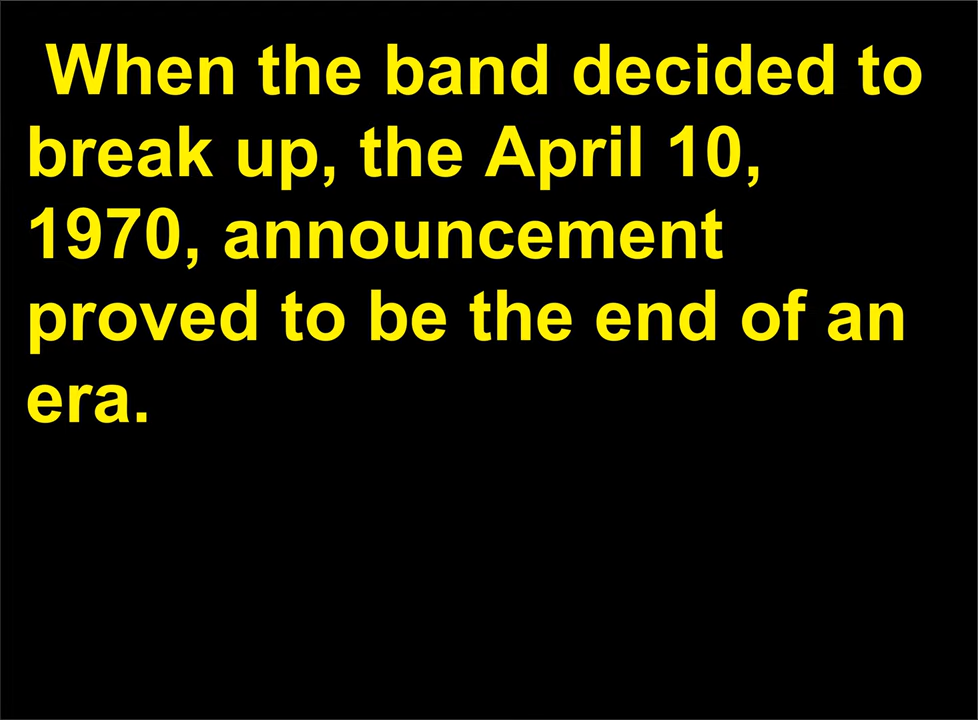 When the band decided to
break up, the April 10,
1970, announcement
proved to be the end of an
era.